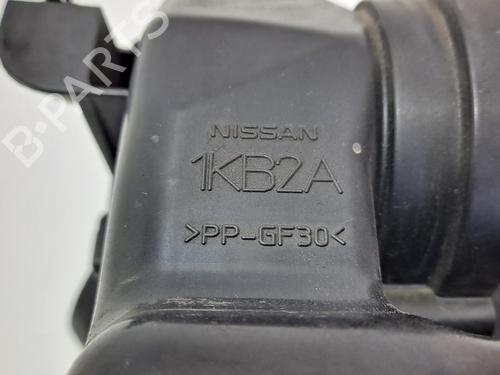 B-PARTS
NISSAN
1KB2A
>PP-GF30<